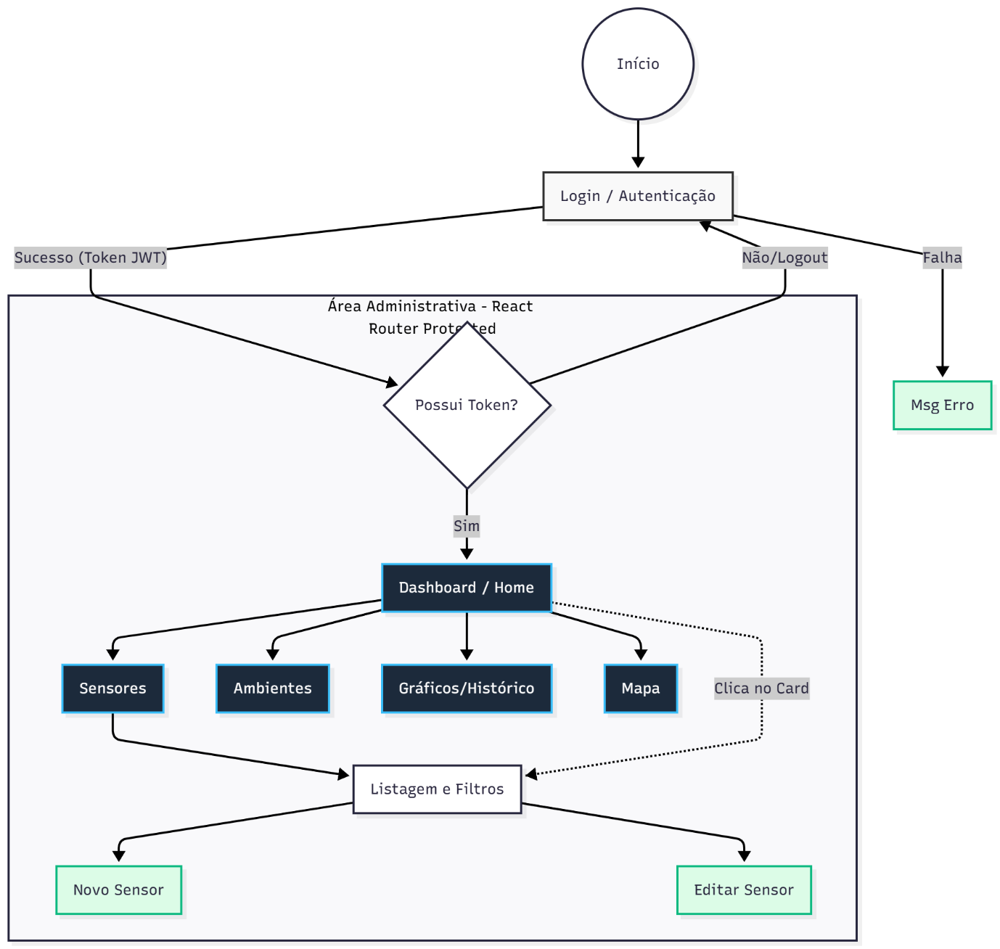 Início
Login / Autenticação
Sucesso (Token JWT)
Não/Logout
Falha
Área Administrativa - React
Router Protected
Possui Token?
Msg Erro
Sim
Dashboard / Home
Sensores
Ambientes
Gráficos/Histórico
Mapa
Clica no Card
Listagem e Filtros
Novo Sensor
Editar Sensor